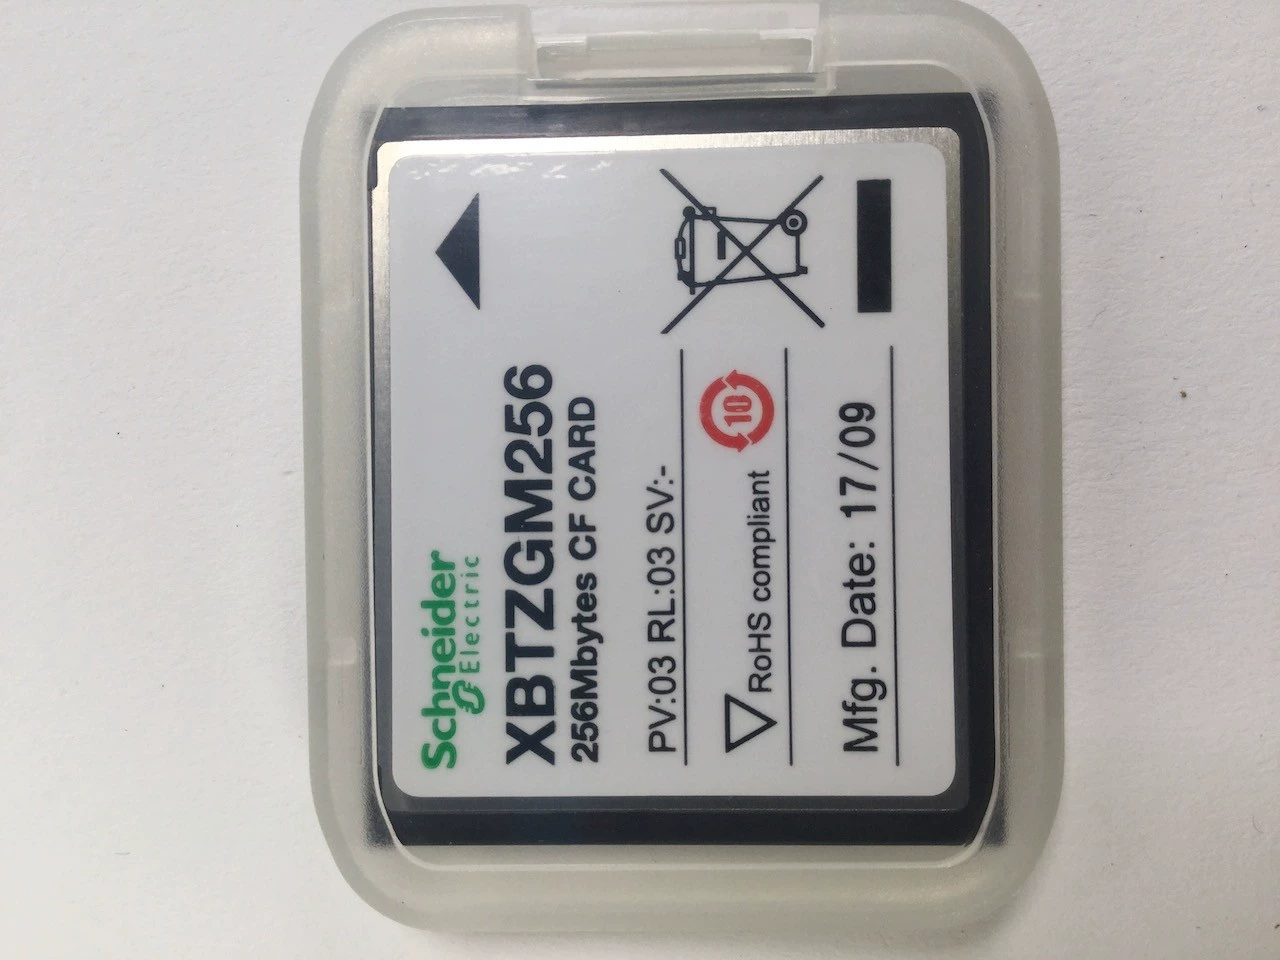 Schneider
Electric
XBTZGM256
256Mbytes CF CARD
PV:03 RL:03 SV:-
RoHS compliant 10
Mfg. Date: 17/09